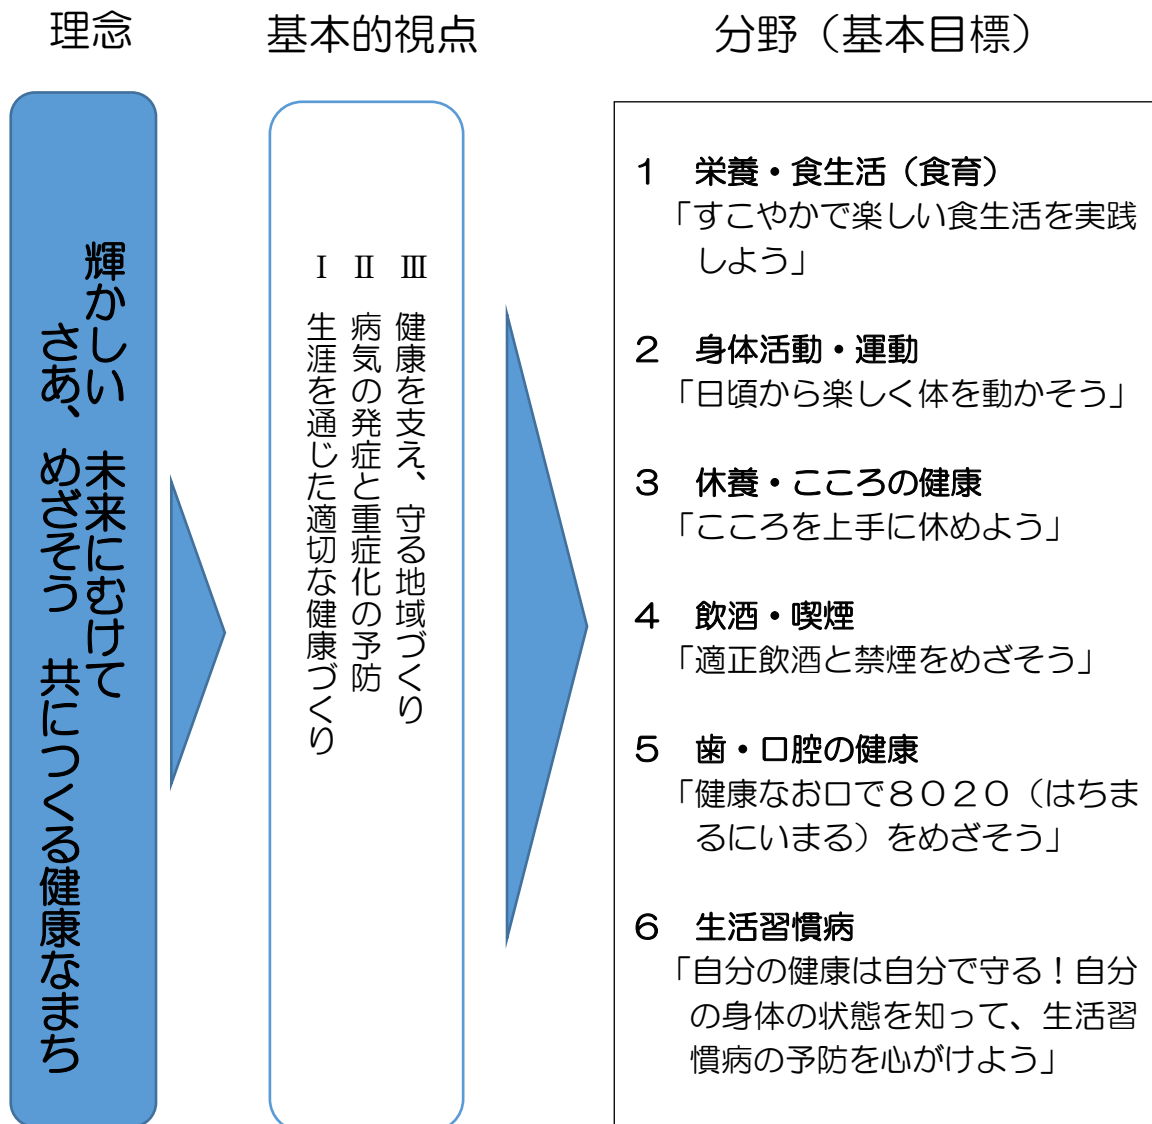 理念
基本的視点
分野（基本目標）
輝かしい　未来にむけて
さあ、めざそう　共につくる健康なまち
Ⅰ　生涯を通じた適切な健康づくり
Ⅱ　病気の発症と重症化の予防
Ⅲ　健康を支え、守る地域づくり
１　栄養・食生活（食育）
「すこやかで楽しい食生活を実践
しよう」
２　身体活動・運動
「日頃から楽しく体を動かそう」
３　休養・こころの健康
「こころを上手に休めよう」
４　飲酒・喫煙
「適正飲酒と禁煙をめざそう」
５　歯・口腔の健康
「健康なお口で８０２０（はちま
るにいまる）をめざそう」
６　生活習慣病
「自分の健康は自分で守る！自分
の身体の状態を知って、生活習
慣病の予防を心がけよう」